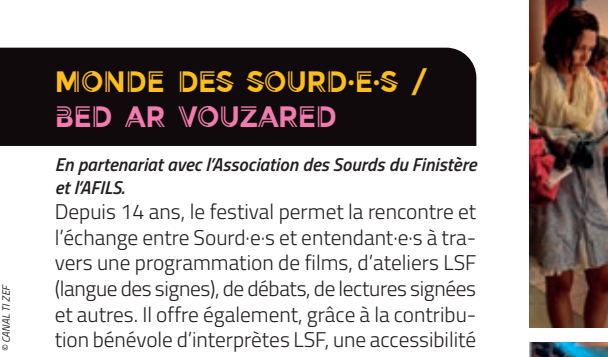 MONDE DES SOURD·E·S /
BED AR VOUZARED
En partenariat avec l'Association des Sourds du Finistère
et l'AFILS.
Depuis 14 ans, le festival permet la rencontre et
l'échange entre Sourd·e·s et entendant·e·s à tra-
vers une programmation de films, d'ateliers LSF
(langue des signes), de débats, de lectures signées
et autres. Il offre également, grâce à la contribu-
tion bénévole d'interprètes LSF, une accessibilité
© CANAL TI ZEF